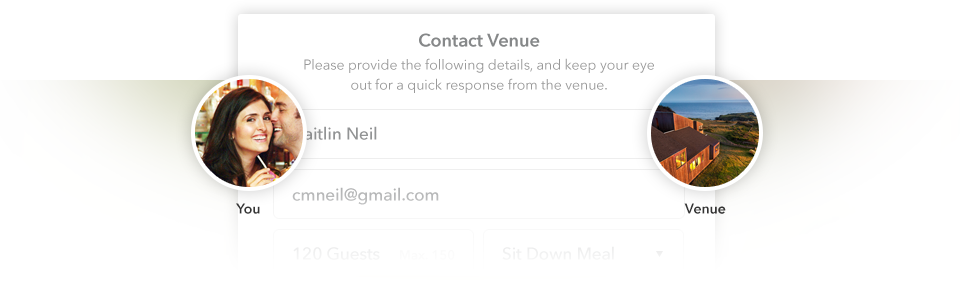 Contact Venue
Please provide the following details, and keep your eye
out for a quick response from the venue.
aitlin Neil
cmneil@gmail.com
You
Venue
120 Guests
Sit Down Meal